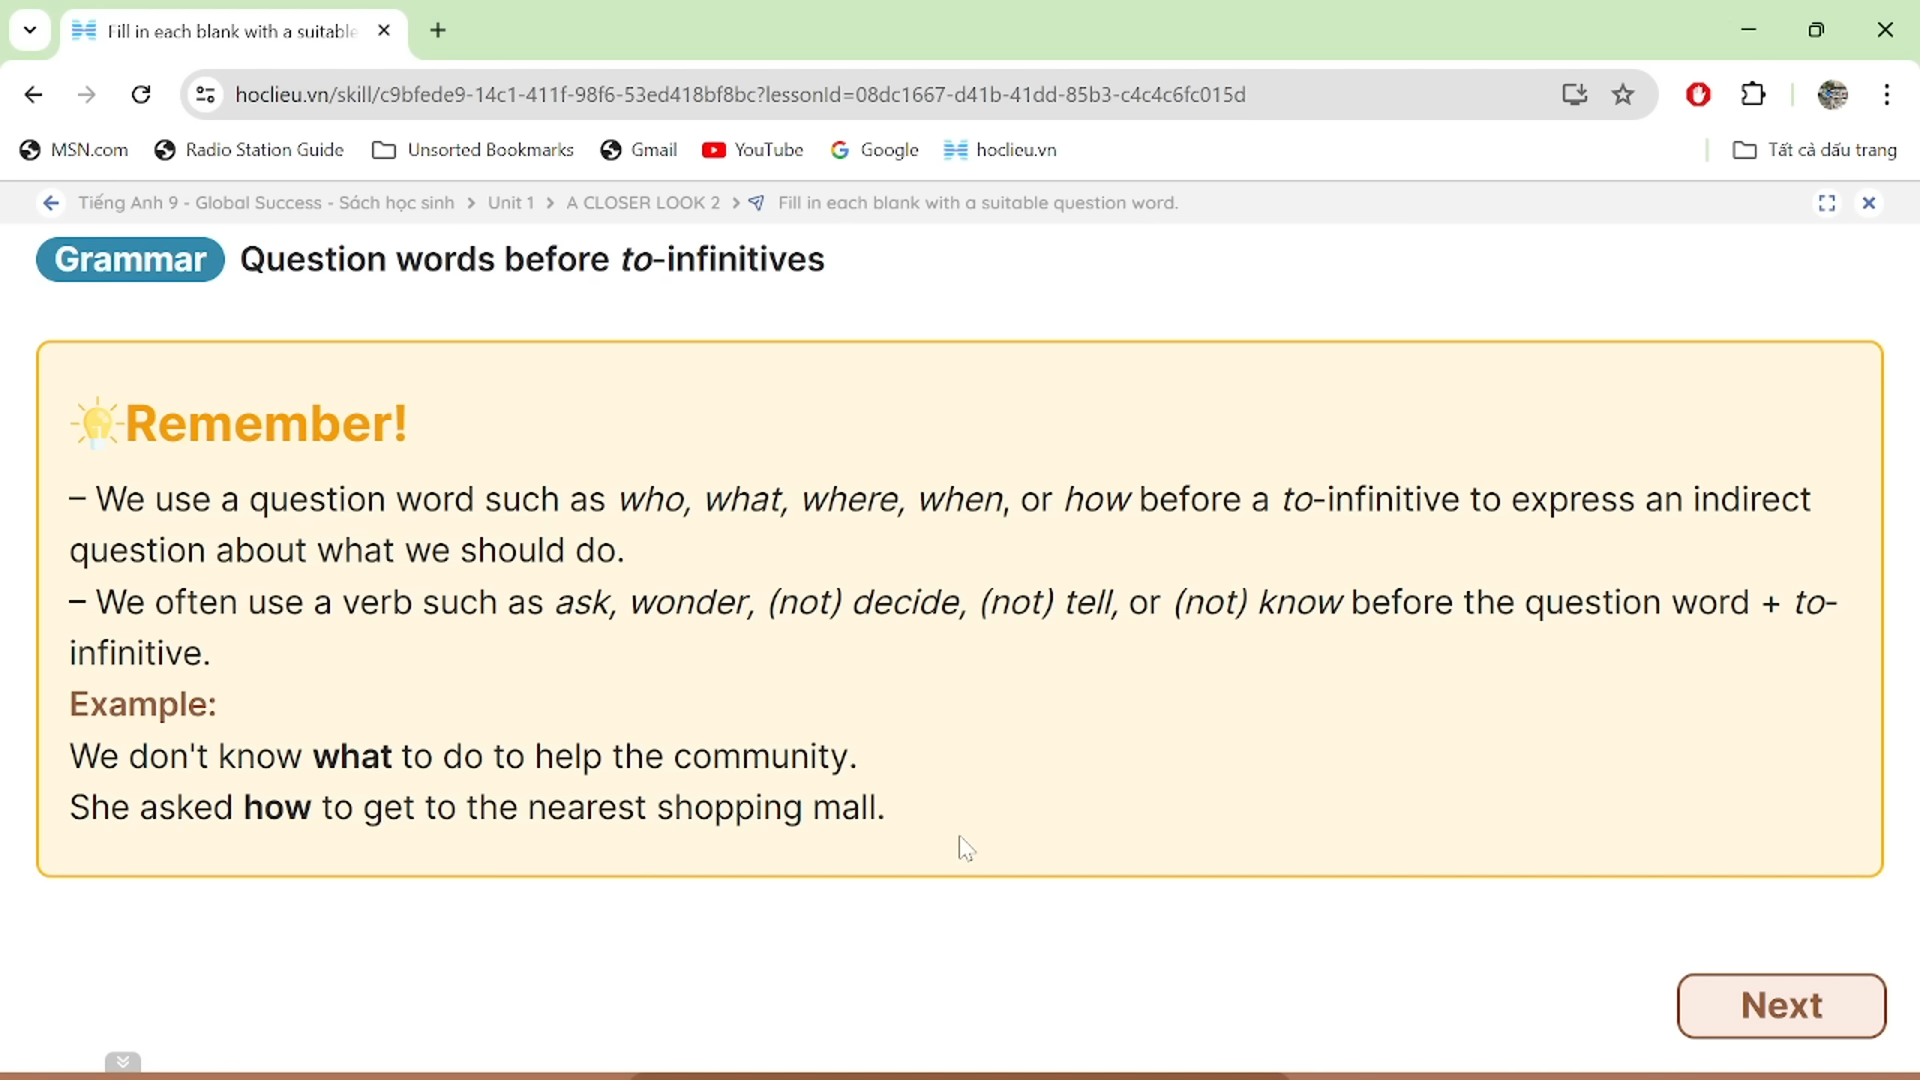 Fill in each blank with a suitable
hoclieu.vn/skill/c9bfede9-14c1-411f-98f6-53ed418bf8bc?lessonId=08dc1667-d41b-41dd-85b3-c4c4c6fc015d
MSN.com Radio Station Guide Unsorted Bookmarks Gmail YouTube Google hoclieu.vn Tất cả dấu trang
Tiếng Anh 9 - Global Success - Sách học sinh > Unit 1 > A CLOSER LOOK 2 > Fill in each blank with a suitable question word.
Grammar Question words before to-infinitives
Remember!
– We use a question word such as who, what, where, when, or how before a to-infinitive to express an indirect
question about what we should do.
– We often use a verb such as ask, wonder, (not) decide, (not) tell, or (not) know before the question word + to-
infinitive.
Example:
We don't know what to do to help the community.
She asked how to get to the nearest shopping mall.
Next